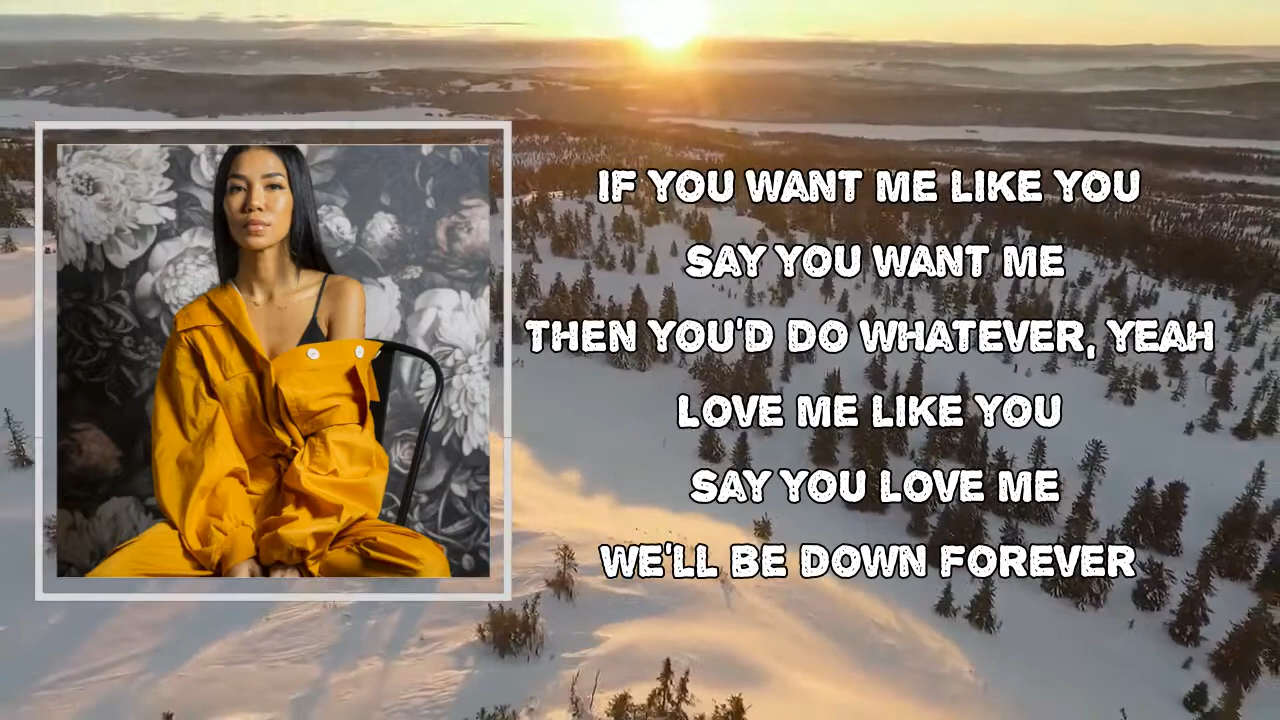 IF YOU WANT ME LIKE YOU
SAY YOU WANT ME
THEN YOU'D DO WHATEVER, YEAH
LOVE ME LIKE YOU
SAY YOU LOVE ME
WE'LL BE DOWN FOREVER